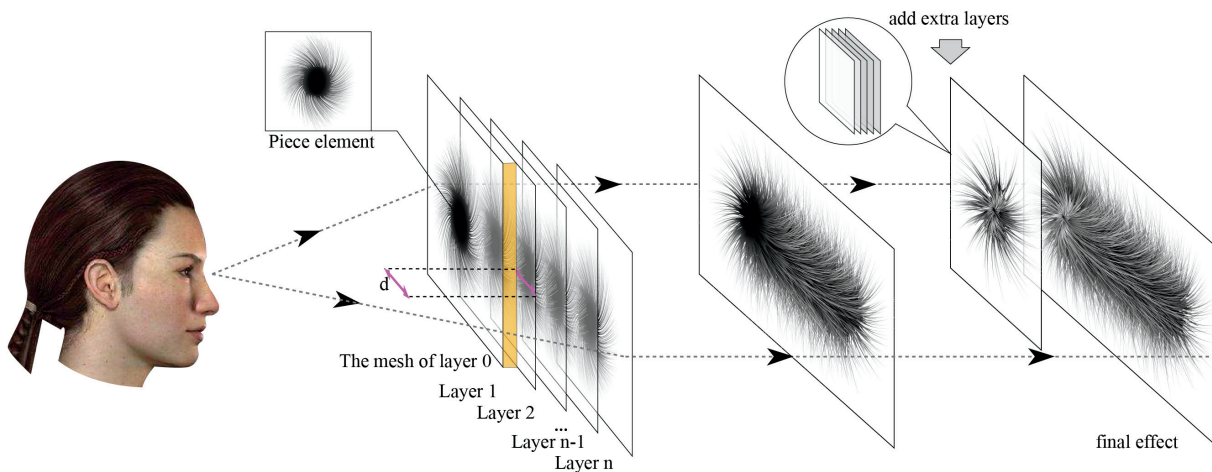 add extra layers
Piece element
d
The mesh of layer 0
Layer 1
Layer 2
...
Layer n-1
Layer n
final effect